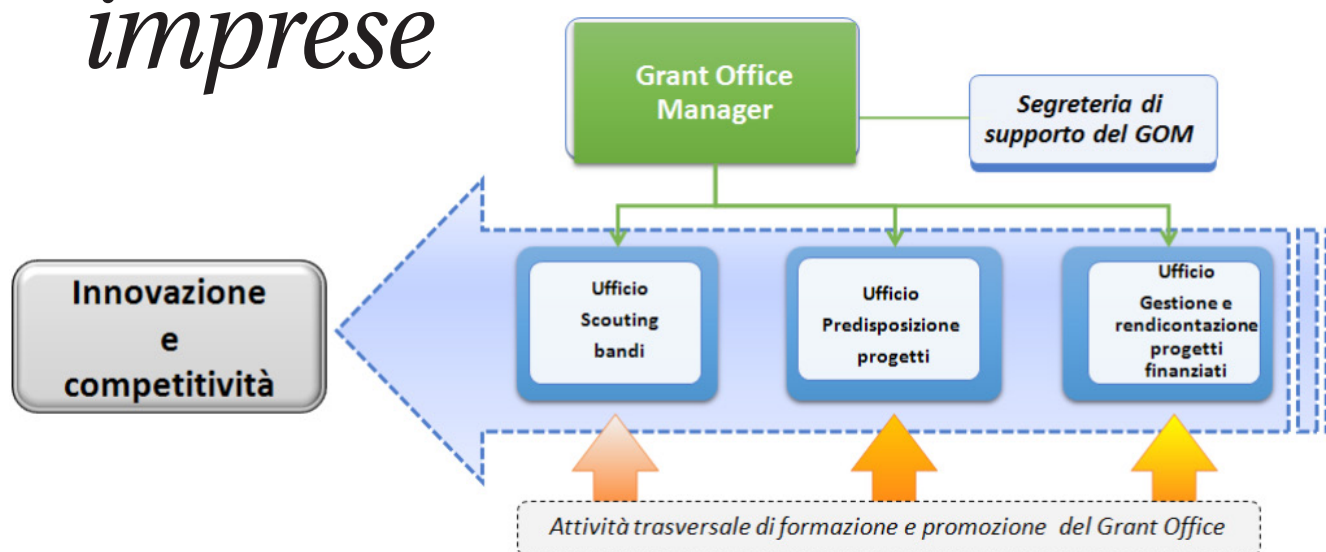 imprese
Grant Office
Manager
Segreteria di
supporto del GOM
Innovazione
e
competitività
Ufficio
Scouting
bandi
Ufficio
Predisposizione
progetti
Ufficio
Gestione e
rendicontazione
progetti
finanziati
Attività trasversale di formazione e promozione del Grant Office